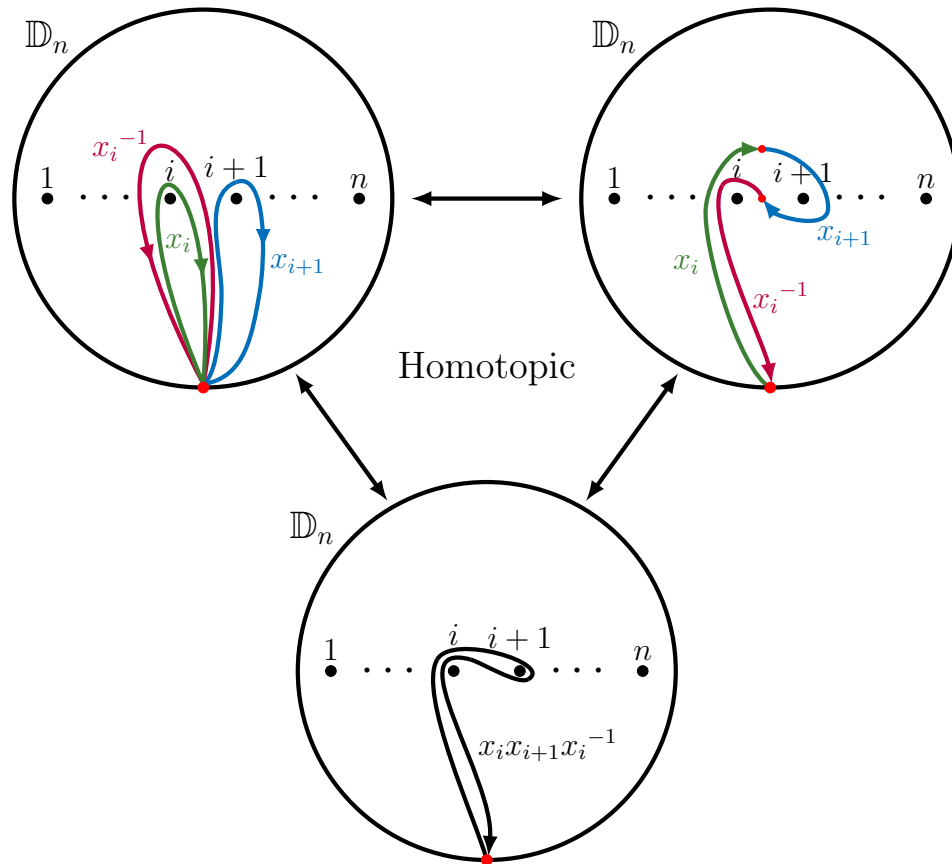 𝔻ₙ
𝔻ₙ
xᵢ⁻¹
1 · · · i i + 1 · · · n
xᵢ
xᵢ₊₁
1 · · · i i + 1 · · · n
xᵢ₊₁
xᵢ
xᵢ⁻¹
Homotopic
𝔻ₙ
1 · · · i i + 1 · · · n
xᵢxᵢ₊₁xᵢ⁻¹